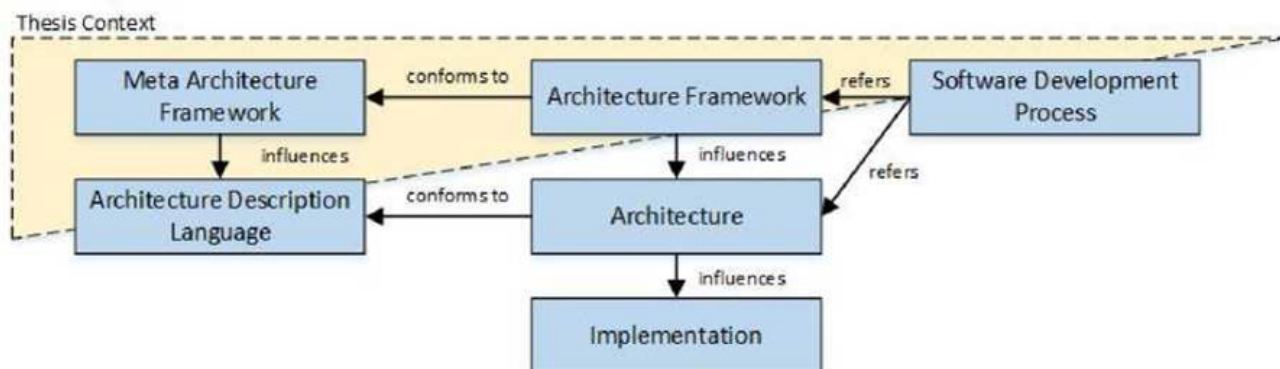 Thesis Context
Meta Architecture
Framework
conforms to
Architecture Framework
refers
Software Development
Process
influences
influences
refers
Architecture Description
Language
conforms to
Architecture
influences
Implementation